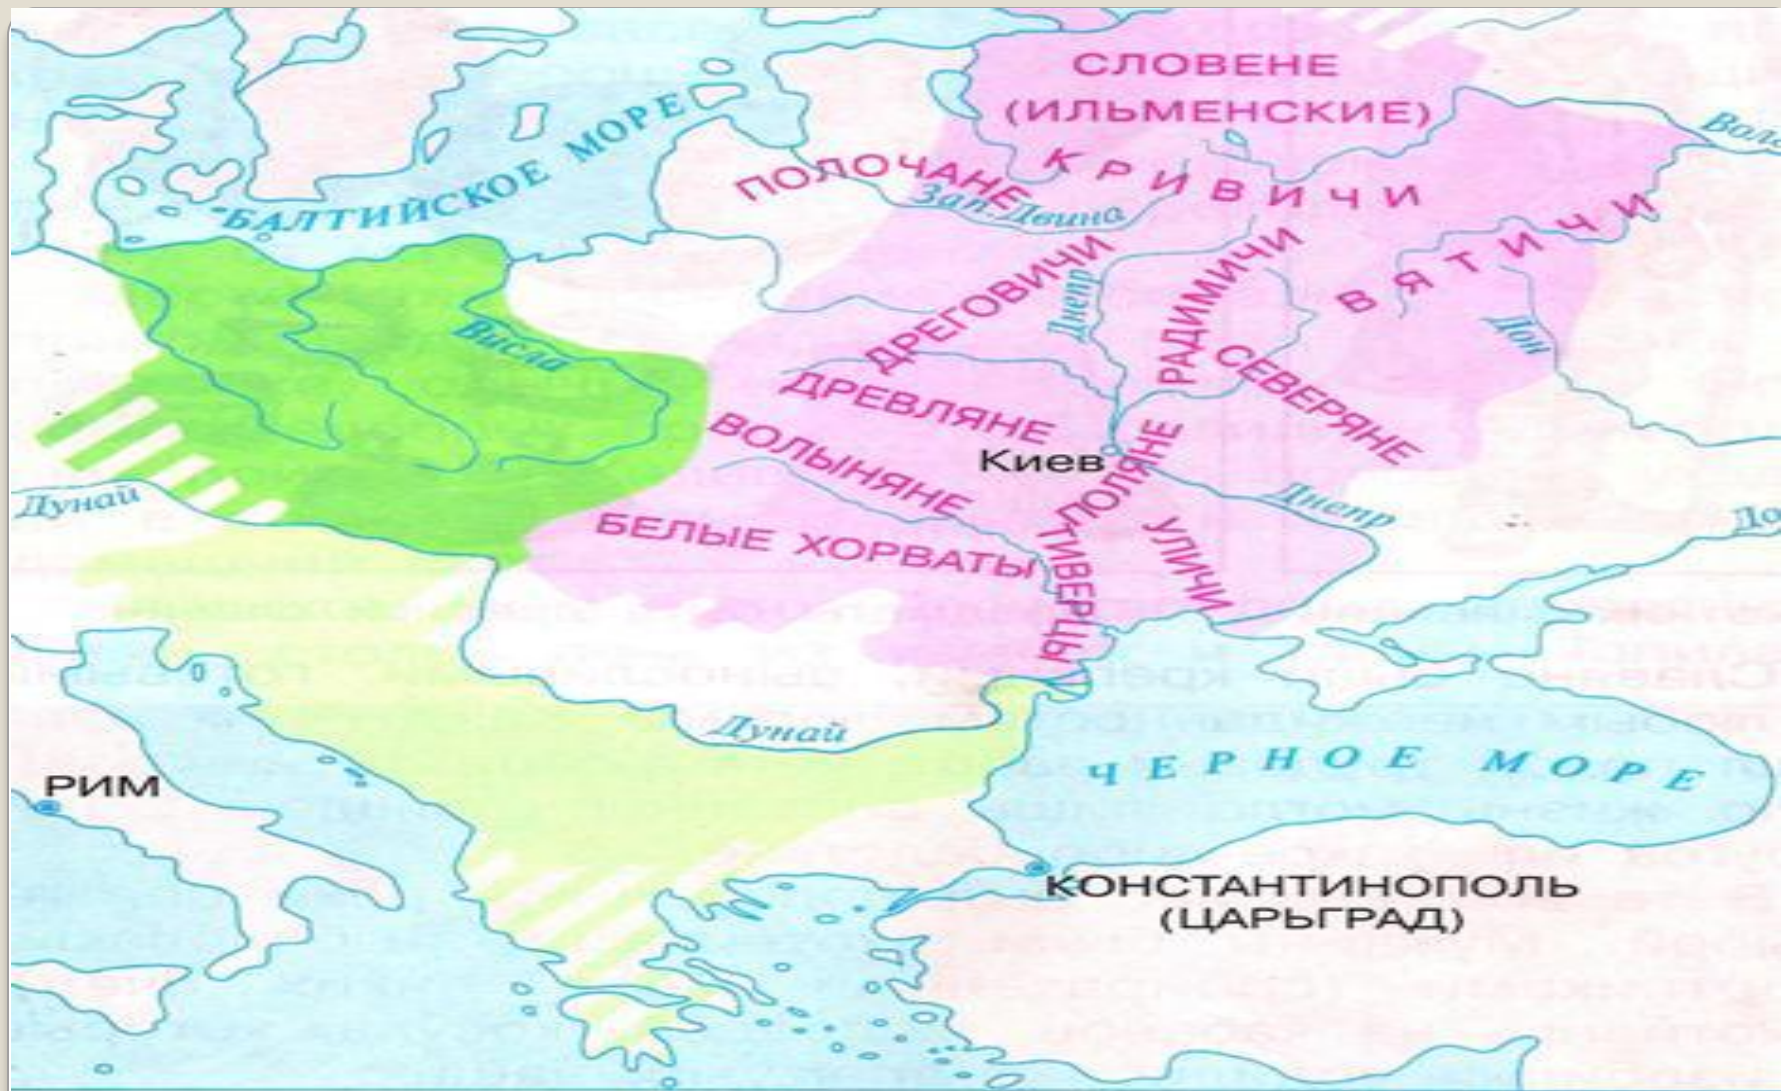 СЛОВЕНЕ
(ИЛЬМЕНСКИЕ)
БАЛТИЙСКОЕ МОРЕ
ПОЛОЧАНЕ
КРИВИЧИ
Зап. Двина
ВЯТИЧИ
ДРЕГОВИЧИ
Днепр
РАДИМИЧИ
Дон
Висла
СЕВЕРЯНЕ
ДРЕВЛЯНЕ
ВОЛЫНЯНЕ
Киев
ПОЛЯНЕ
Дунай
Днепр
БЕЛЫЕ ХОРВАТЫ
ТИВЕРЦЫ
УЛИЧИ
Дунай
ЧЕРНОЕ МОРЕ
РИМ
КОНСТАНТИНОПОЛЬ
(ЦАРЬГРАД)